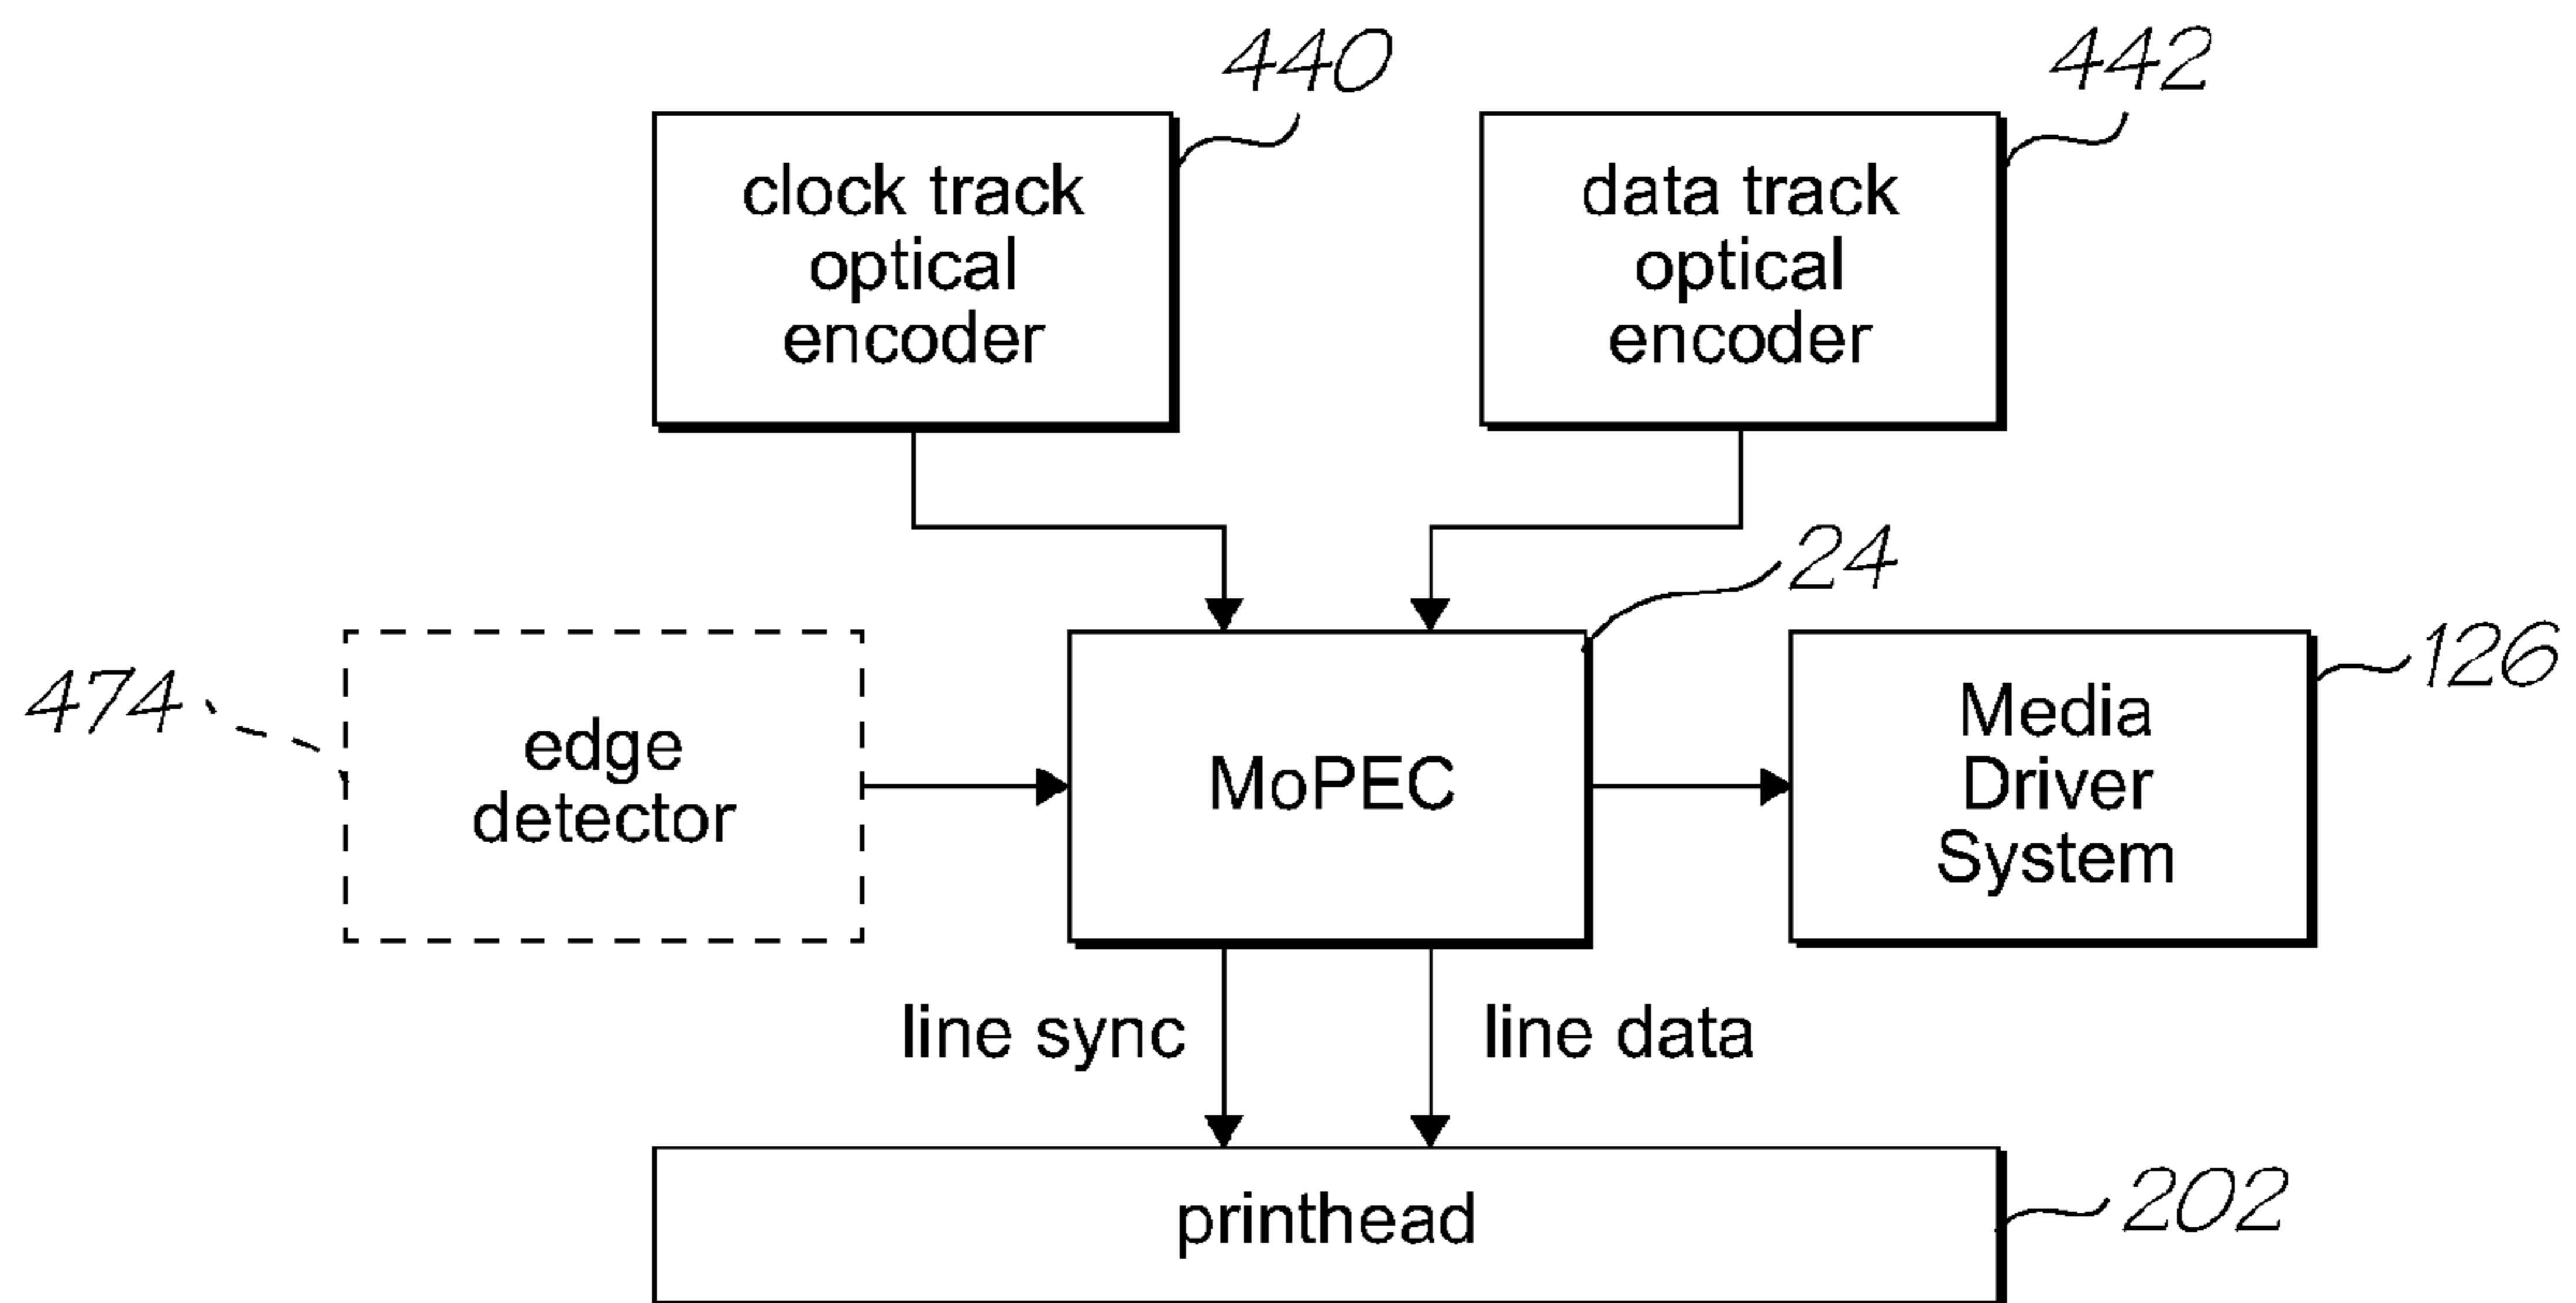 440
442
clock track
optical
encoder
data track
optical
encoder
24
474
edge
detector
MoPEC
Media
Driver
System
126
line sync
line data
printhead
202